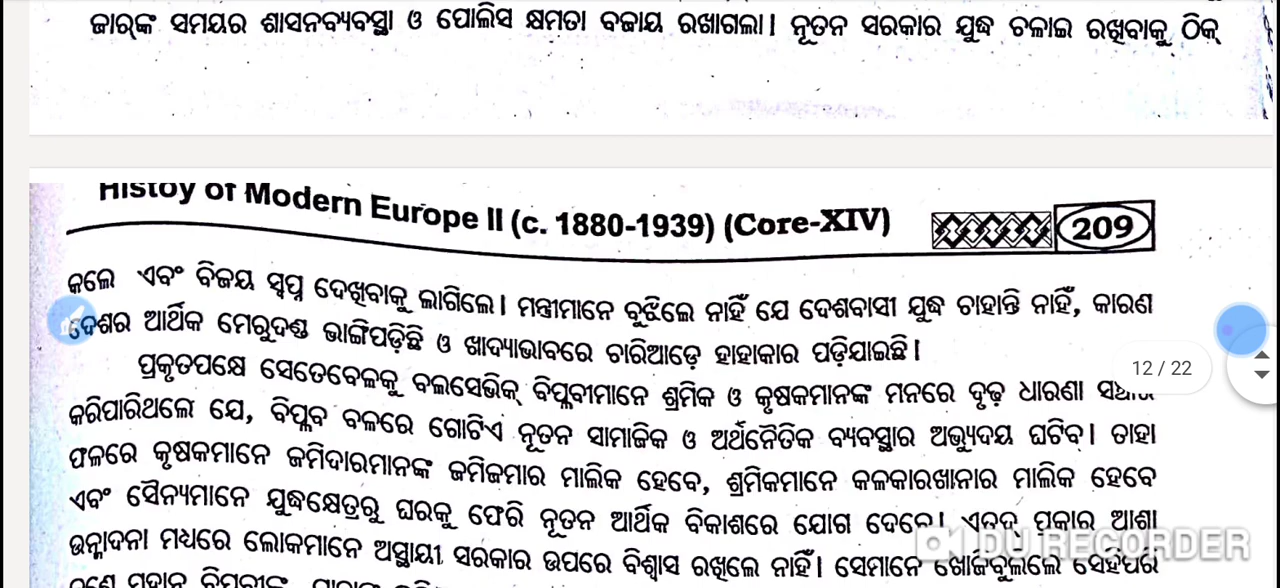 ଜାର୍‌ଙ୍କ ସମୟର ଶାସନବ୍ୟବସ୍ଥା ଓ ପୋଲିସ କ୍ଷମତା ବଜାୟ ରଖାଗଲା। ନୂତନ ସରକାର ଯୁଦ୍ଧ ଚଳାଇ ରଖିବାକୁ ଠିକ୍
Histoy of Modern Europe II (c. 1880-1939) (Core-XIV) 209
କଲେ ଏବଂ ବିଜୟ ସ୍ୱପ୍ନ ଦେଖିବାକୁ ଲାଗିଲେ। ମନ୍ତ୍ରୀମାନେ ବୁଝିଲେ ନାହିଁ ଯେ ଦେଶବାସୀ ଯୁଦ୍ଧ ଚାହାନ୍ତି ନାହିଁ, କାରଣ
ଦେଶର ଆର୍ଥିକ ମେରୁଦଣ୍ଡ ଭାଙ୍ଗିପଡ଼ିଛି ଓ ଖାଦ୍ୟାଭାବରେ ଚାରିଆଡ଼େ ହାହାକାର ପଡ଼ିଯାଇଛି।
12 / 22
ପ୍ରକୃତପକ୍ଷେ ସେତେବେଳକୁ ବଲସେଭିକ୍ ବିପ୍ଳବୀମାନେ ଶ୍ରମିକ ଓ କୃଷକମାନଙ୍କ ମନରେ ଦୃଢ଼ ଧାରଣା
କରିପାରିଥଲେ ଯେ, ବିପ୍ଳବ ବଳରେ ଗୋଟିଏ ନୂତନ ସାମାଜିକ ଓ ଅର୍ଥନୈତିକ ବ୍ୟବସ୍ଥାର ଅଭ୍ୟୁଦୟ ଘଟିବ। ତାହା
ଫଳରେ କୃଷକମାନେ ଜମିଦାରମାନଙ୍କ ଜମିଜମାର ମାଲିକ ହେବେ, ଶ୍ରମିକମାନେ କଳକାରଖାନାର ମାଲିକ ହେବେ
ଏବଂ ସୈନ୍ୟମାନେ ଯୁଦ୍ଧକ୍ଷେତ୍ରରୁ ଘରକୁ ଫେରି ନୂତନ ଆର୍ଥିକ ବିକାଶରେ ଯୋଗ ଦେବେ। ଏତଦ୍ ପ୍ରକାର ଆଶା
ଉନ୍ମାଦନା ମଧ୍ୟରେ ଲୋକମାନେ ଅସ୍ଥାୟୀ ସରକାର ଉପରେ ବିଶ୍ୱାସ ରଖିଲେ ନାହିଁ। ସେମାନେ ଖୋଜିବୁଲିଲେ ସେହିପରି
DU RECORDER